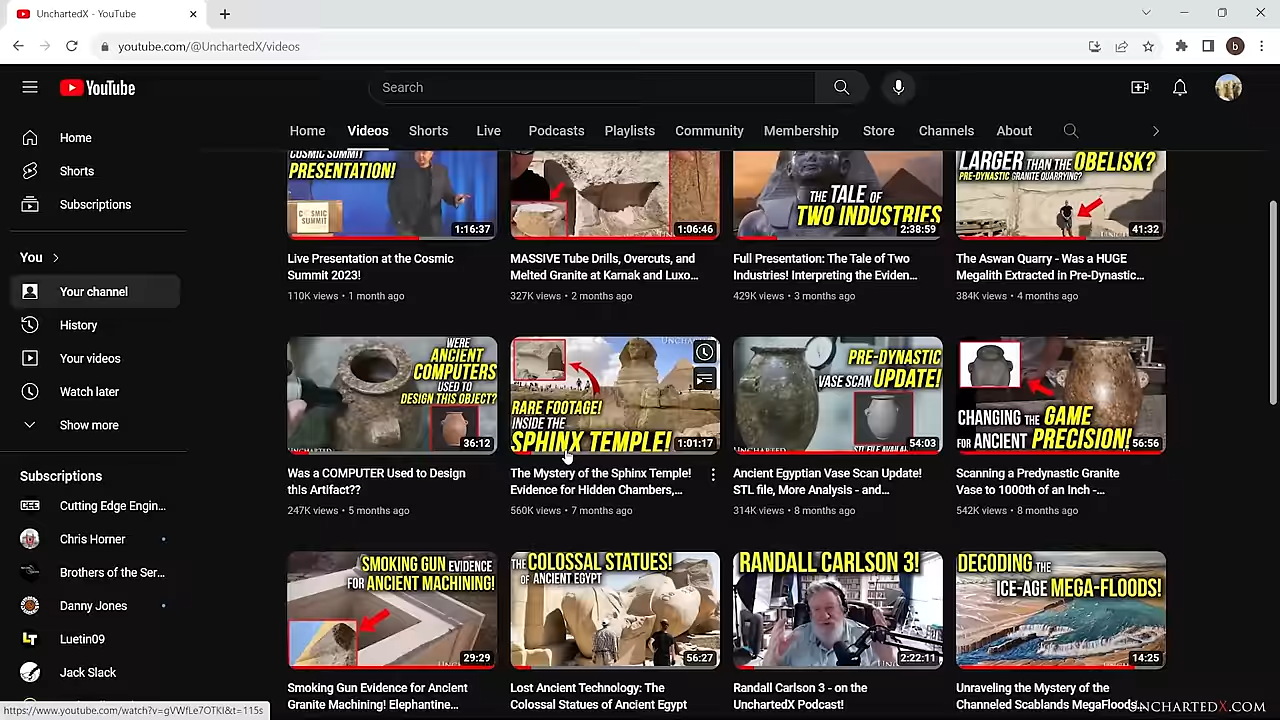 UnchartedX - YouTube
youtube.com/@UnchartedX/videos
b
YouTube
Search
Home
Videos
Shorts
Live
Podcasts
Playlists
Community
Membership
Store
Channels
About
Home
Shorts
Subscriptions
You
Your channel
History
Your videos
Watch later
Show more
Subscriptions
CEE
Cutting Edge Engin...
Chris Horner
Brothers of the Ser...
Danny Jones
LT
Luetin09
Jack Slack
COSMIC SUMMIT
PRESENTATION!
COSMIC
SUMMIT
1:16:37
Live Presentation at the Cosmic
Summit 2023!
110K views • 1 month ago
1:06:46
MASSIVE Tube Drills, Overcuts, and
Melted Granite at Karnak and Luxo...
327K views • 2 months ago
THE TALE OF
TWO INDUSTRIES
2:38:59
Full Presentation: The Tale of Two
Industries! Interpreting the Eviden...
429K views • 3 months ago
LARGER THAN THE OBELISK?
PRE-DYNASTIC GRANITE QUARRYING?
41:32
The Aswan Quarry - Was a HUGE
Megalith Extracted in Pre-Dynastic...
384K views • 4 months ago
WERE
ANCIENT
COMPUTERS
USED TO
DESIGN THIS OBJECT?
36:12
Was a COMPUTER Used to Design
this Artifact??
247K views • 5 months ago
RARE FOOTAGE!
INSIDE THE
SPHINX TEMPLE!
1:01:17
The Mystery of the Sphinx Temple!
Evidence for Hidden Chambers,...
560K views • 7 months ago
PRE-DYNASTIC
VASE SCAN UPDATE!
54:03
Ancient Egyptian Vase Scan Update!
STL file, More Analysis - and...
314K views • 8 months ago
CHANGING THE GAME
FOR ANCIENT PRECISION!
56:56
Scanning a Predynastic Granite
Vase to 1000th of an Inch -...
542K views • 8 months ago
SMOKING GUN EVIDENCE
FOR ANCIENT MACHINING!
29:29
Smoking Gun Evidence for Ancient
Granite Machining! Elephantine...
THE COLOSSAL STATUES!
OF ANCIENT EGYPT
56:27
Lost Ancient Technology: The
Colossal Statues of Ancient Egypt
RANDALL CARLSON 3!
2:22:11
Randall Carlson 3 - on the
UnchartedX Podcast!
DECODING THE
ICE-AGE MEGA-FLOODS!
14:25
Unraveling the Mystery of the
Channeled Scablands MegaFloods...
https://www.youtube.com/watch?v=gVWfLe7OTKI&t=115s
UNCHARTEDX.COM